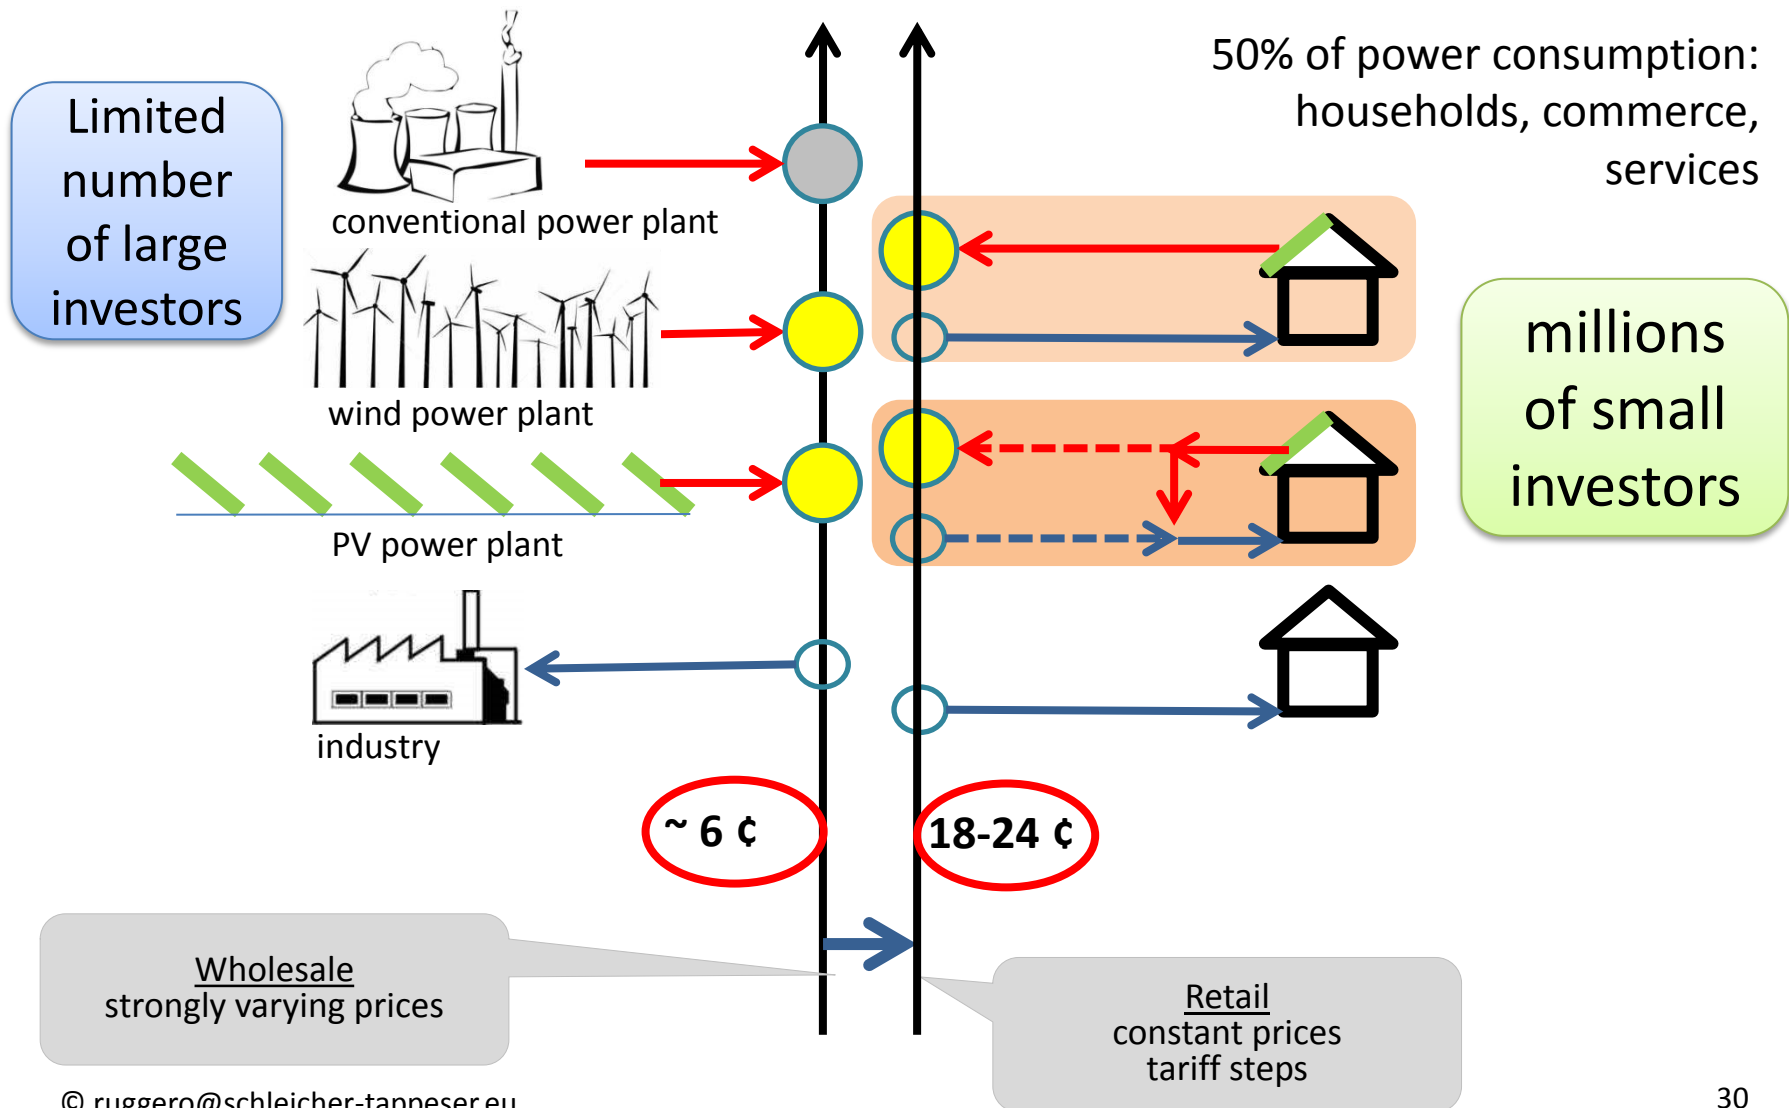 50% of power consumption:
households, commerce,
services
Limited
number
of large
investors
conventional power plant
wind power plant
PV power plant
industry
millions
of small
investors
~ 6 ¢
18-24 ¢
Wholesale
strongly varying prices
Retail
constant prices
tariff steps
© ruggero@schleicher-tappeser.eu
30